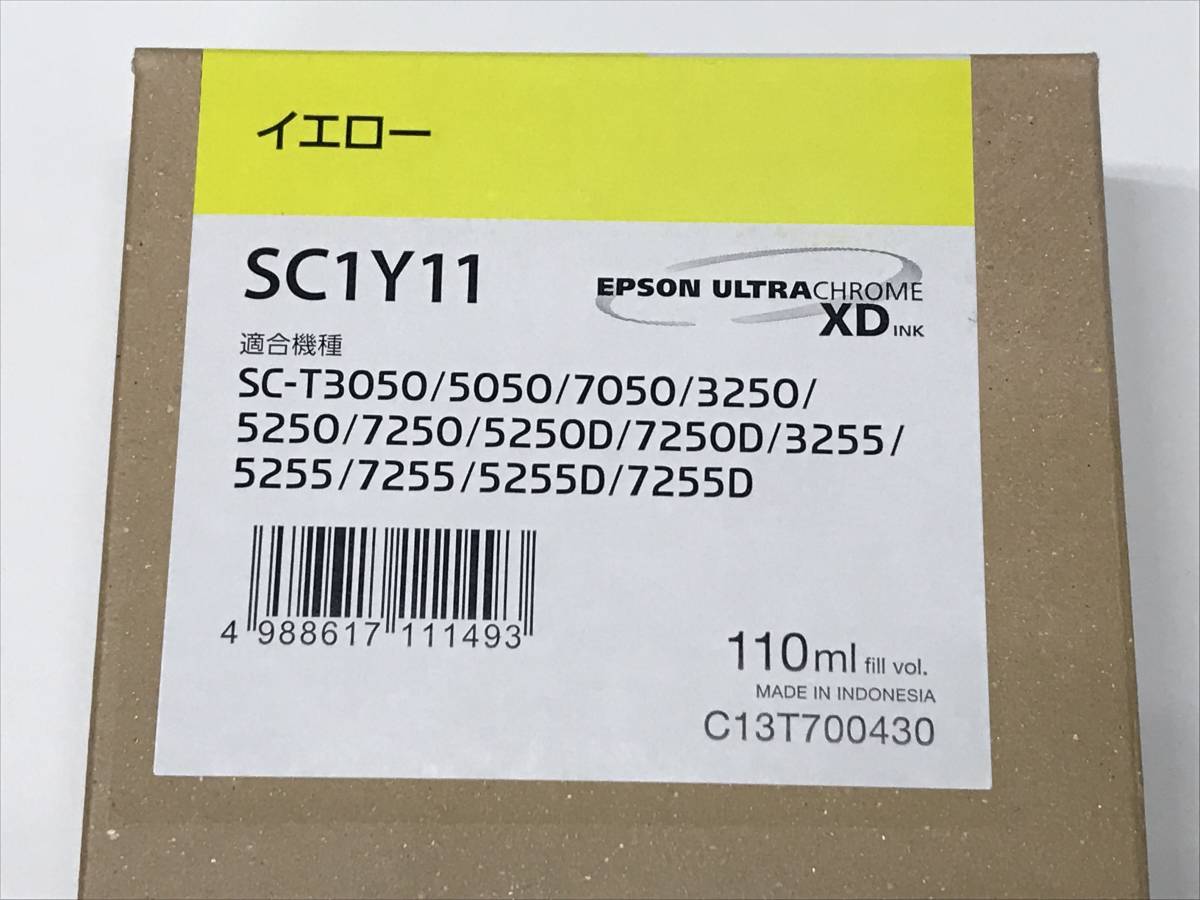 イエロー
SC1Y11
EPSON ULTRACHROME
XD INK
適合機種
SC-T3050/5050/7050/3250/
5250/7250/5250D/7250D/3255/
5255/7255/5255D/7255D
4 988617 111493
110ml fill vol.
MADE IN INDONESIA
C13T700430